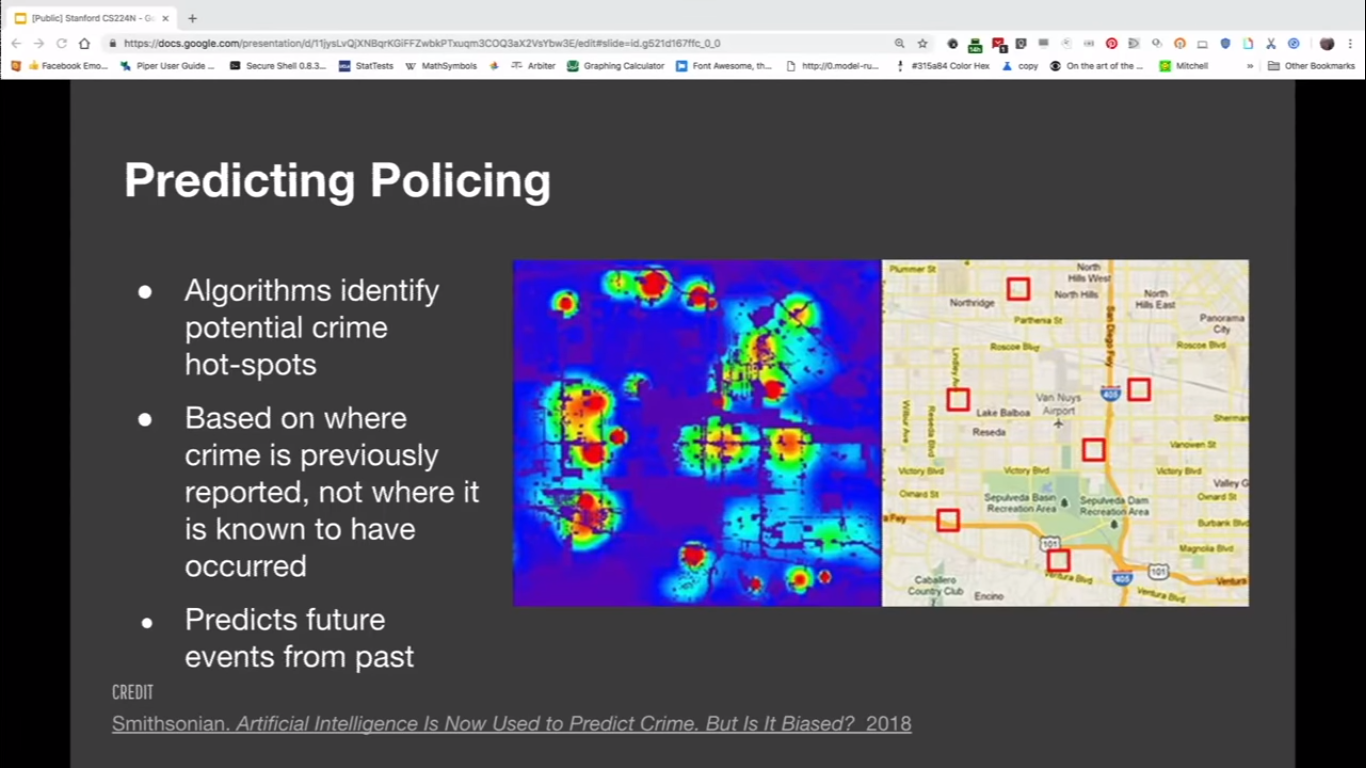 [Public] Stanford CS224N - Go
https://docs.google.com/presentation/d/11jysLvQjXNBqrKGiFFZwbkPTxuqm3COQ3aX2VsYbw3E/edit#slide=id.g521d167ffc_0_0
Facebook Emo... Piper User Guide ... Secure Shell 0.8.3... StatTests MathSymbols Arbiter Graphing Calculator Font Awesome, th... http://0.model-ru... #315a84 Color Hex copy On the art of the ... Mitchell » Other Bookmarks
Predicting Policing
● Algorithms identify
potential crime
hot-spots
● Based on where
crime is previously
reported, not where it
is known to have
occurred
● Predicts future
events from past
Plummer St
North
Hills West
Northridge
North Hills
North
Hills East
Parthenia St
Panorama
City
San Diego Fwy
Roscoe Blvd
Roscoe Blvd
Lindley Av
Van Nuys
Airport
405
Wilbur Ave
Reseda Blvd
Lake Balboa
Reseda
Sherman
Vanowen St
Victory Blvd
Victory Blvd
Victory Blvd
Valley G
Oxnard St
Sepulveda Basin
Recreation Area
Sepulveda Dam
Recreation Area
Oxnard St
Burbank Blvd
a Fwy
101
Magnolia Blvd
Ventura Blvd
405
101
Ventura
Caballero
Country Club
Encino
Ventura Blvd
CREDIT
Smithsonian. Artificial Intelligence Is Now Used to Predict Crime. But Is It Biased? 2018